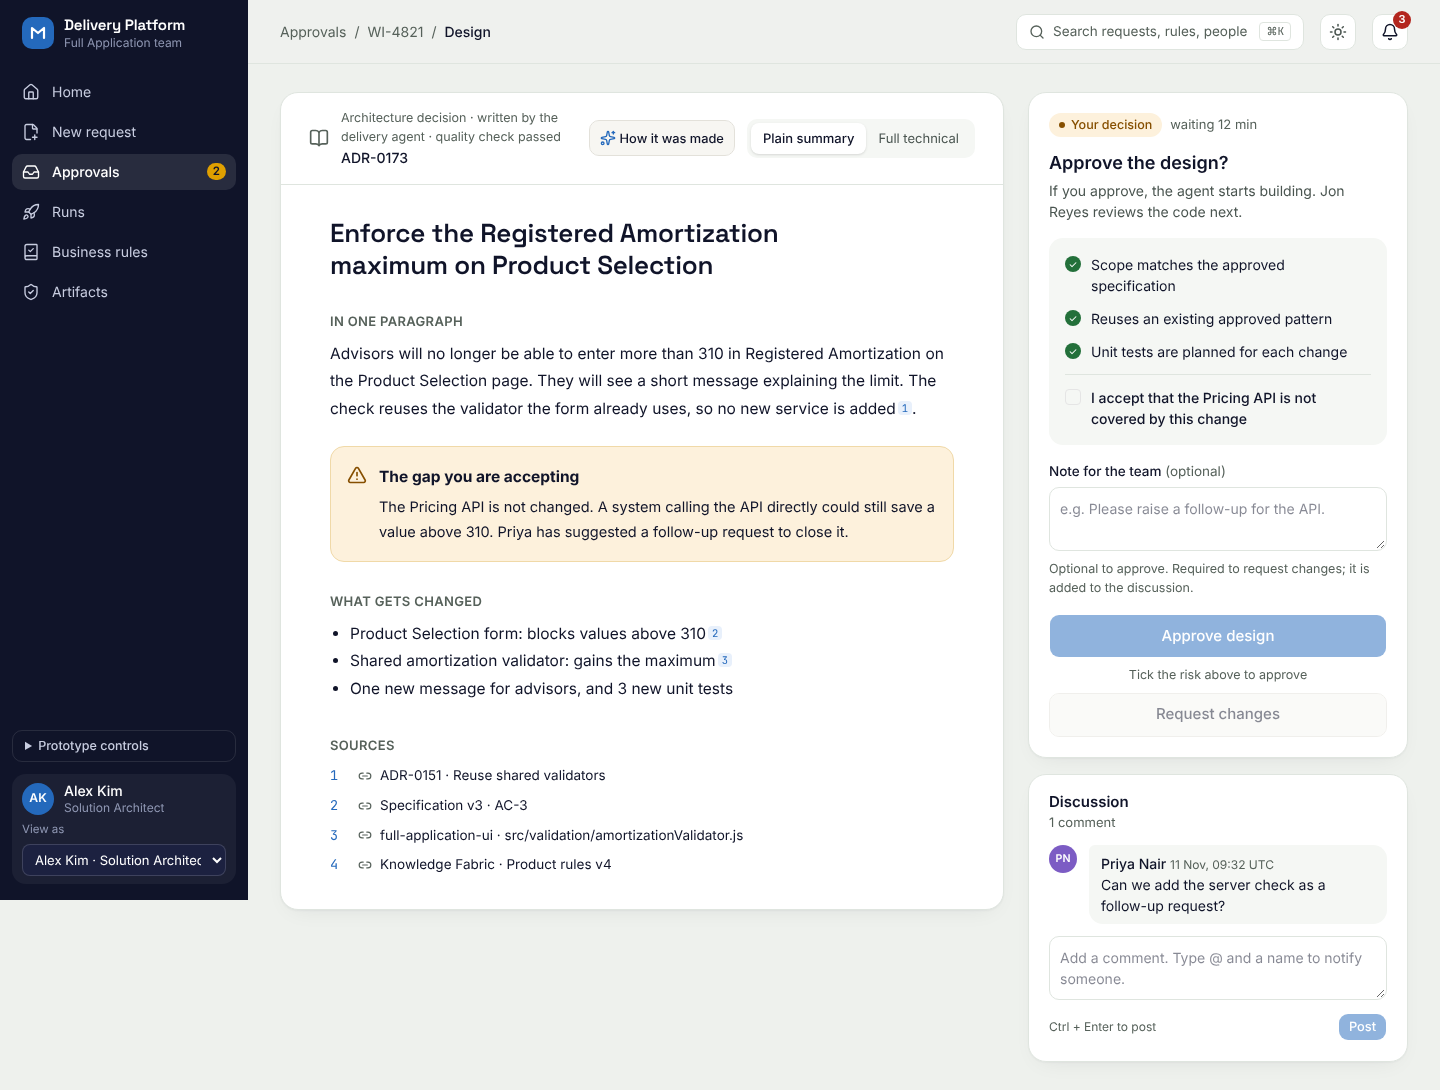 Delivery Platform
Full Application team
Home
New request
Approvals 2
Runs
Business rules
Artifacts
Prototype controls
AK
Alex Kim
Solution Architect
View as
Alex Kim · Solution Architec
Approvals / WI-4821 / Design
Search requests, rules, people ⌘K
3
Architecture decision · written by the
delivery agent · quality check passed
ADR-0173
How it was made
Plain summary
Full technical
Enforce the Registered Amortization
maximum on Product Selection
IN ONE PARAGRAPH
Advisors will no longer be able to enter more than 310 in Registered Amortization on
the Product Selection page. They will see a short message explaining the limit. The
check reuses the validator the form already uses, so no new service is added 1.
The gap you are accepting
The Pricing API is not changed. A system calling the API directly could still save a
value above 310. Priya has suggested a follow-up request to close it.
WHAT GETS CHANGED
• Product Selection form: blocks values above 310 2
• Shared amortization validator: gains the maximum 3
• One new message for advisors, and 3 new unit tests
SOURCES
1 ADR-0151 · Reuse shared validators
2 Specification v3 · AC-3
3 full-application-ui · src/validation/amortizationValidator.js
4 Knowledge Fabric · Product rules v4
Your decision waiting 12 min
Approve the design?
If you approve, the agent starts building. Jon
Reyes reviews the code next.
Scope matches the approved
specification
Reuses an existing approved pattern
Unit tests are planned for each change
I accept that the Pricing API is not
covered by this change
Note for the team (optional)
e.g. Please raise a follow-up for the API.
Optional to approve. Required to request changes; it is
added to the discussion.
Approve design
Tick the risk above to approve
Request changes
Discussion
1 comment
PN
Priya Nair 11 Nov, 09:32 UTC
Can we add the server check as a
follow-up request?
Add a comment. Type @ and a name to notify
someone.
Ctrl + Enter to post
Post